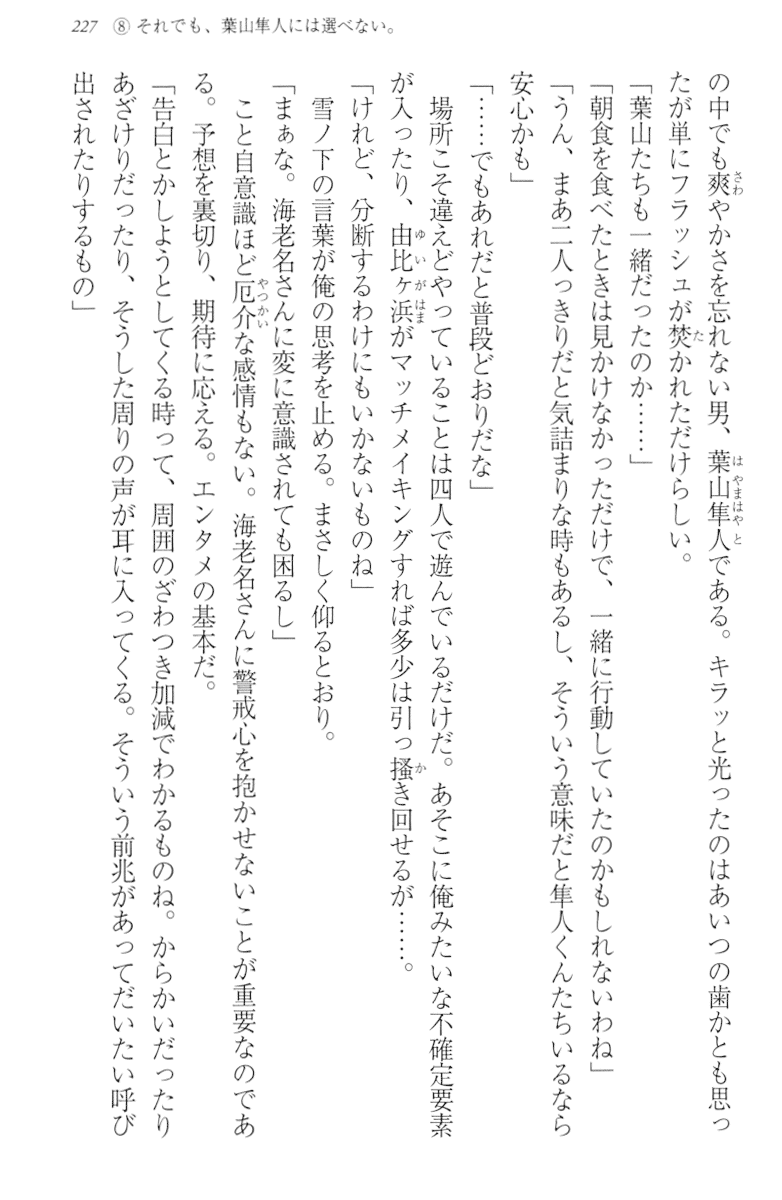 227 ⑧ それでも、葉山隼人には選べない。
の中でも爽やかさを忘れない男、葉山隼人である。キラッと光ったのはあいつの歯かとも思っ
たが単にフラッシュが焚かれただけらしい。
「葉山たちも一緒だったのか……」
「朝食を食べたときは見かけなかっただけで、一緒に行動していたのかもしれないわね」
「うん、まあ二人っきりだと気詰まりな時もあるし、そういう意味だと隼人くんたちいるなら
安心かも」
「……でもあれだと普段どおりだな」
場所こそ違えどやっていることは四人で遊んでいるだけだ。あそこに俺みたいな不確定要素
が入ったり、由比ヶ浜がマッチメイキングすれば多少は引っ掻き回せるが……。
「けれど、分断するわけにもいかないものね」
雪ノ下の言葉が俺の思考を止める。まさしく仰るとおり。
「まぁな。海老名さんに変に意識されても困るし」
こと自意識ほど厄介な感情もない。海老名さんに警戒心を抱かせないことが重要なのであ
る。予想を裏切り、期待に応える。エンタメの基本だ。
「告白とかしようとしてくる時って、周囲のざわつき加減でわかるものね。からかいだったり
あざけりだったり、そうした周りの声が耳に入ってくる。そういう前兆があってだいたい呼び
出されたりするもの」